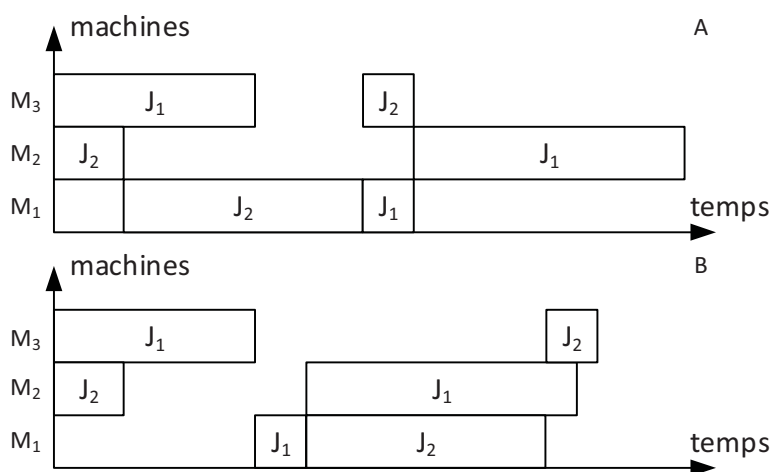 machines A
M₃ J₁ J₂
M₂ J₂ J₁
M₁ J₂ J₁
temps
machines B
M₃ J₁ J₂
M₂ J₂ J₁
M₁ J₁ J₂
temps